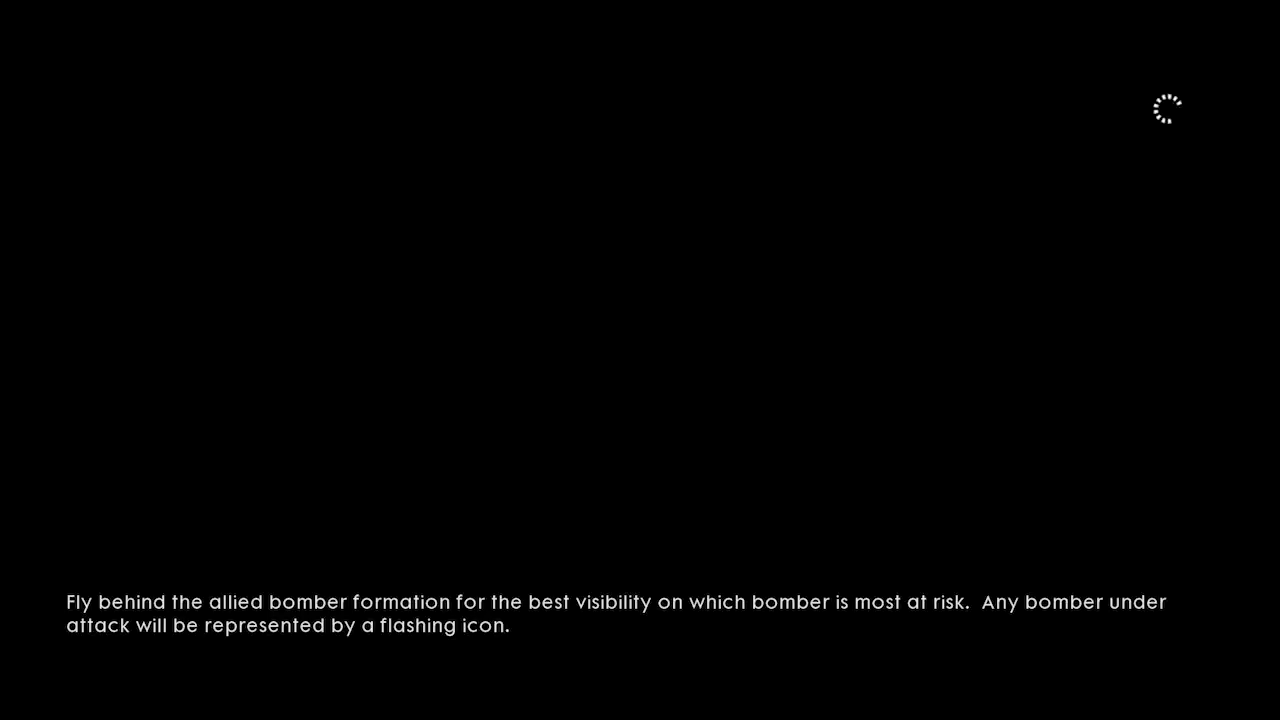 Fly behind the allied bomber formation for the best visibility on which bomber is most at risk.  Any bomber under
attack will be represented by a flashing icon.